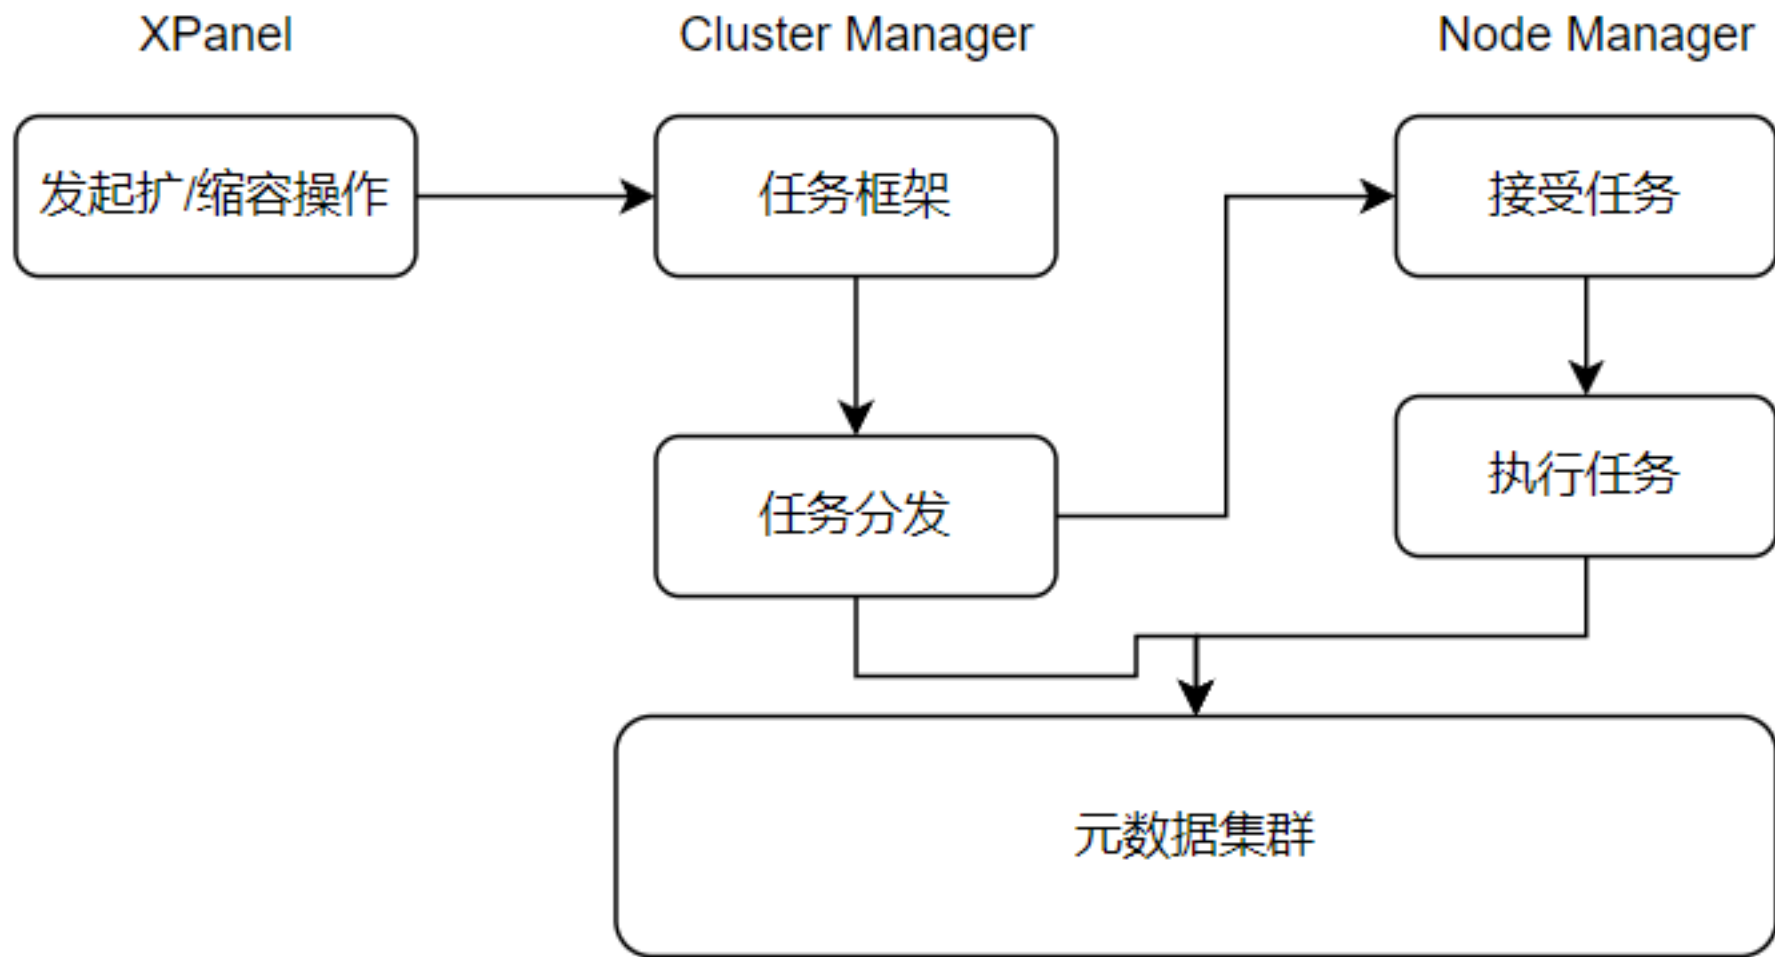 XPanel
Cluster Manager
Node Manager
发起扩/缩容操作
任务框架
接受任务
任务分发
执行任务
元数据集群